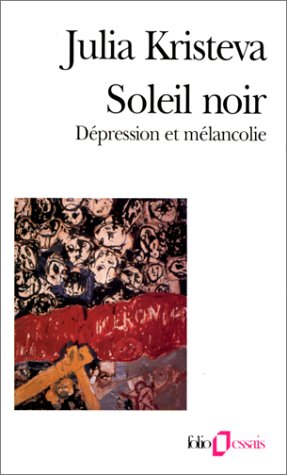 Julia Kristeva
Soleil noir
Dépression et mélancolie
folio essais